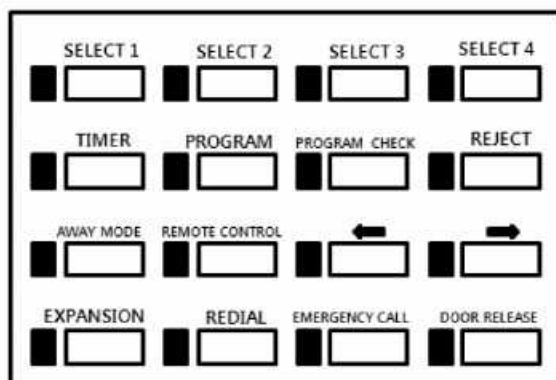 SELECT 1 SELECT 2 SELECT 3 SELECT 4
TIMER PROGRAM PROGRAM CHECK REJECT
AWAY MODE REMOTE CONTROL
EXPANSION REDIAL EMERGENCY CALL DOOR RELEASE